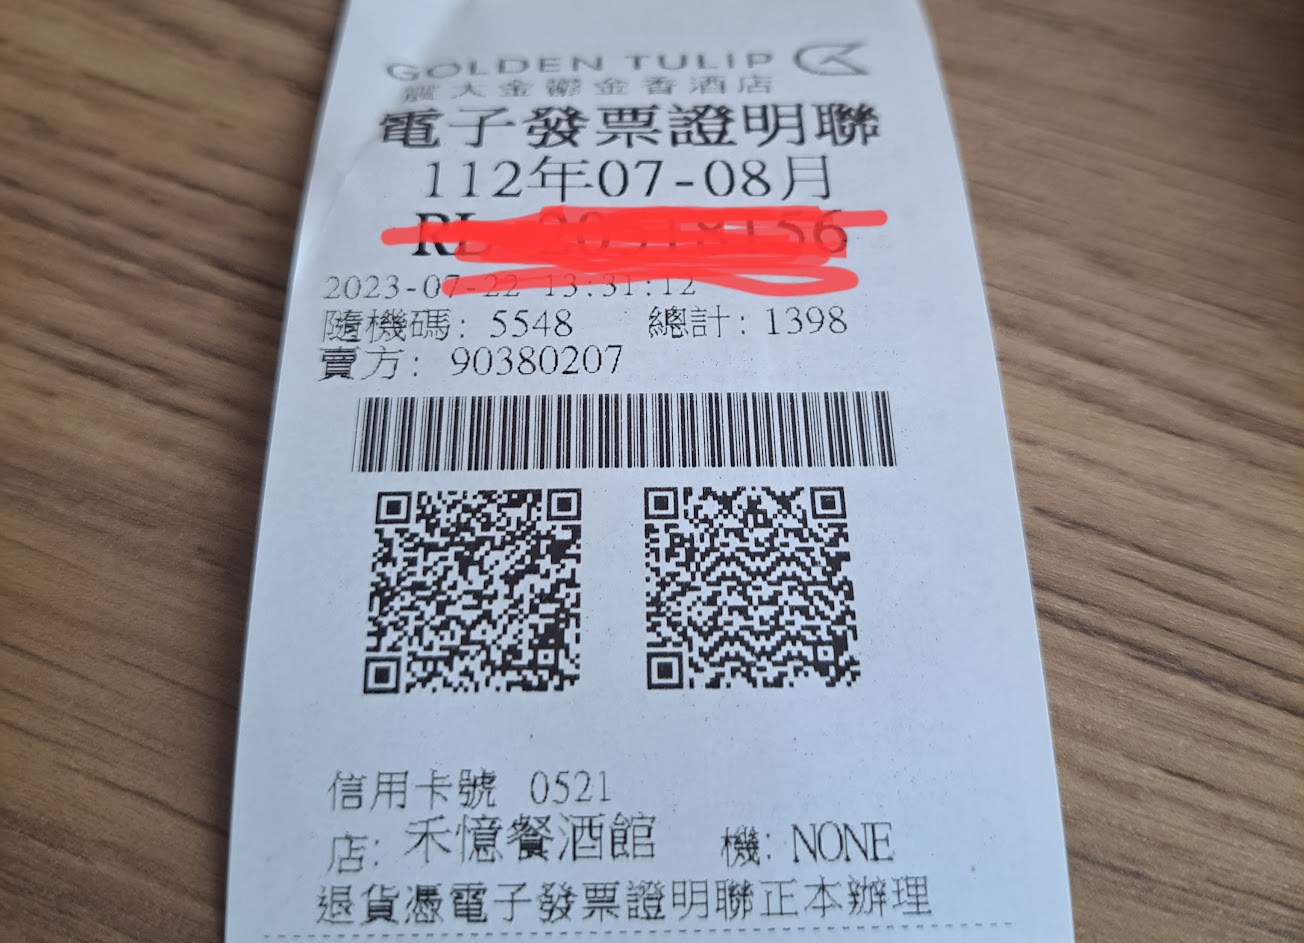 GOLDEN TULIP
震大金鬱金香酒店
電子發票證明聯
112年07-08月
2023-07-22 13:31:12
隨機碼: 5548 總計: 1398
賣方: 90380207
信用卡號 0521
店: 禾憶餐酒館 機: NONE
退貨憑電子發票證明聯正本辦理